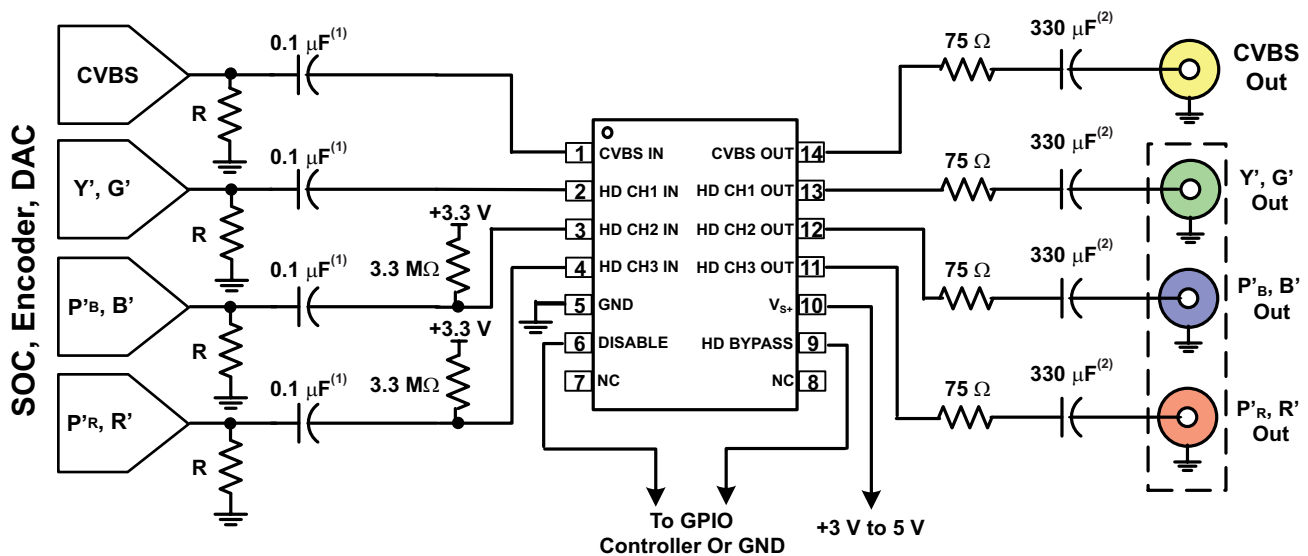 SOC, Encoder, DAC
CVBS
0.1 μF(1)
R
Y', G'
0.1 μF(1)
R
+3.3 V
3.3 MΩ
P'B, B'
0.1 μF(1)
R
+3.3 V
3.3 MΩ
P'R, R'
0.1 μF(1)
R
1 CVBS IN
2 HD CH1 IN
3 HD CH2 IN
4 HD CH3 IN
5 GND
6 DISABLE
7 NC
CVBS OUT 14
HD CH1 OUT 13
HD CH2 OUT 12
HD CH3 OUT 11
VS+ 10
HD BYPASS 9
NC 8
To GPIO
Controller Or GND
+3 V to 5 V
75 Ω
330 μF(2)
CVBS
Out
75 Ω
330 μF(2)
Y', G'
Out
75 Ω
330 μF(2)
P'B, B'
Out
75 Ω
330 μF(2)
P'R, R'
Out